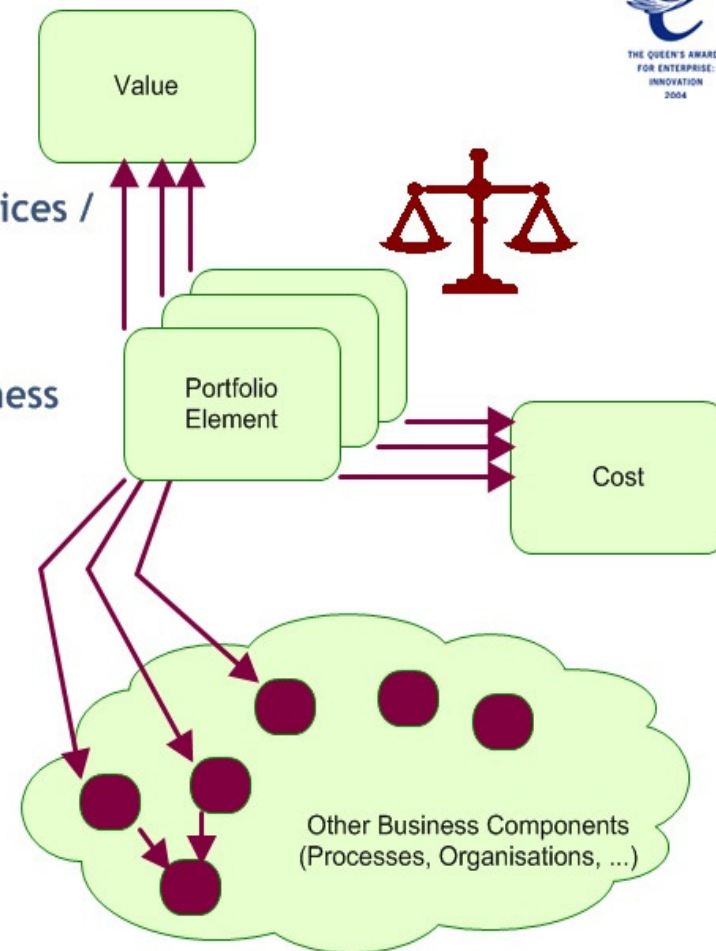 THE QUEEN'S AWARD
FOR ENTERPRISE:
INNOVATION
2004
Value
ices /
ness
Portfolio
Element
Cost
Other Business Components
(Processes, Organisations, ...)